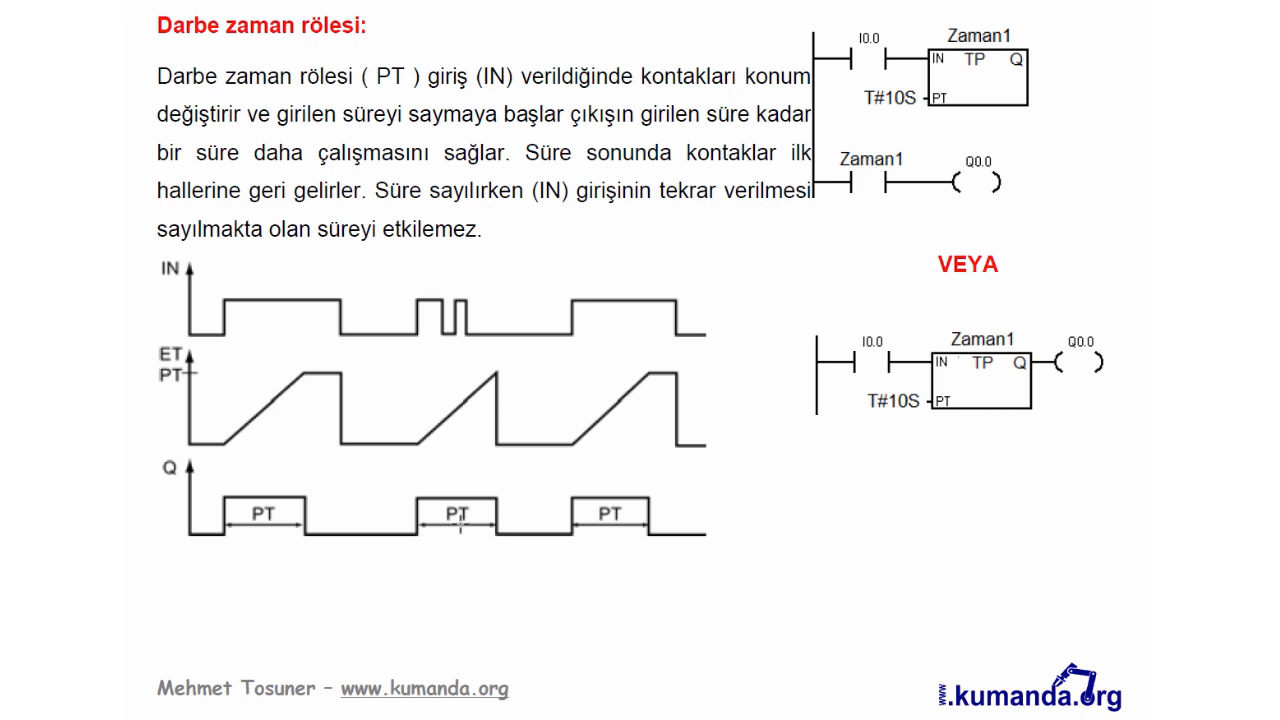 Darbe zaman rölesi:
Darbe zaman rölesi ( PT ) giriş (IN) verildiğinde kontakları konum
değiştirir ve girilen süreyi saymaya başlar çıkışın girilen süre kadar
bir süre daha çalışmasını sağlar. Süre sonunda kontaklar ilk
hallerine geri gelirler. Süre sayılırken (IN) girişinin tekrar verilmesi
sayılmakta olan süreyi etkilemez.
I0.0
Zaman1
IN TP Q
T#10S PT
Zaman1
Q0.0
VEYA
I0.0
Zaman1
Q0.0
IN TP Q
T#10S PT
IN
ET
PT
Q
PT
PT
PT
Mehmet Tosuner – www.kumanda.org
www.kumanda.org